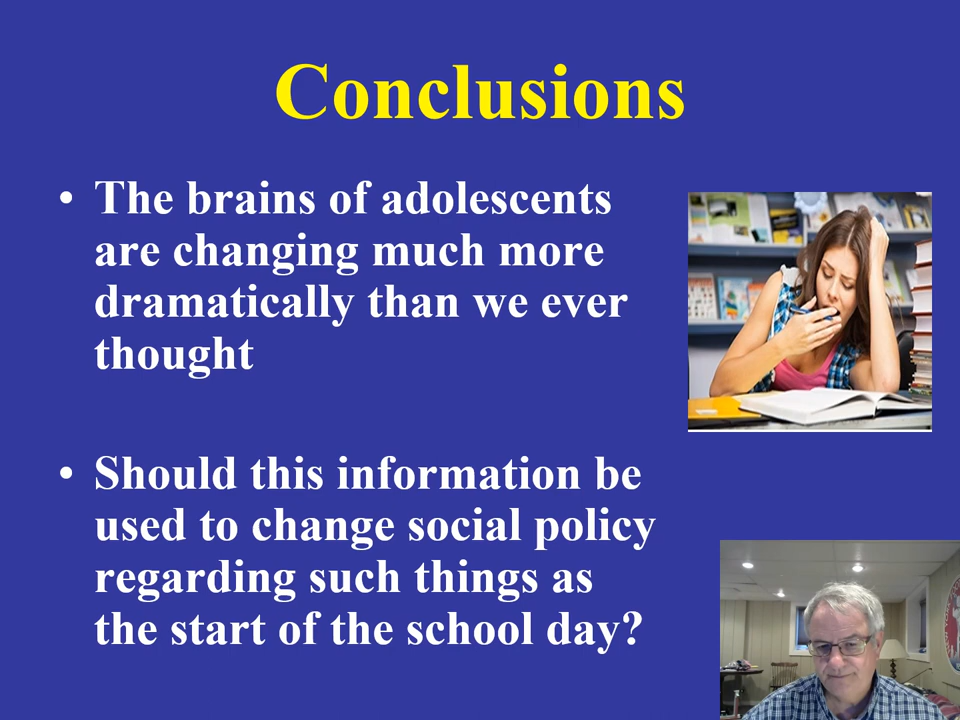 Conclusions
• The brains of adolescents
are changing much more
dramatically than we ever
thought
• Should this information be
used to change social policy
regarding such things as
the start of the school day?